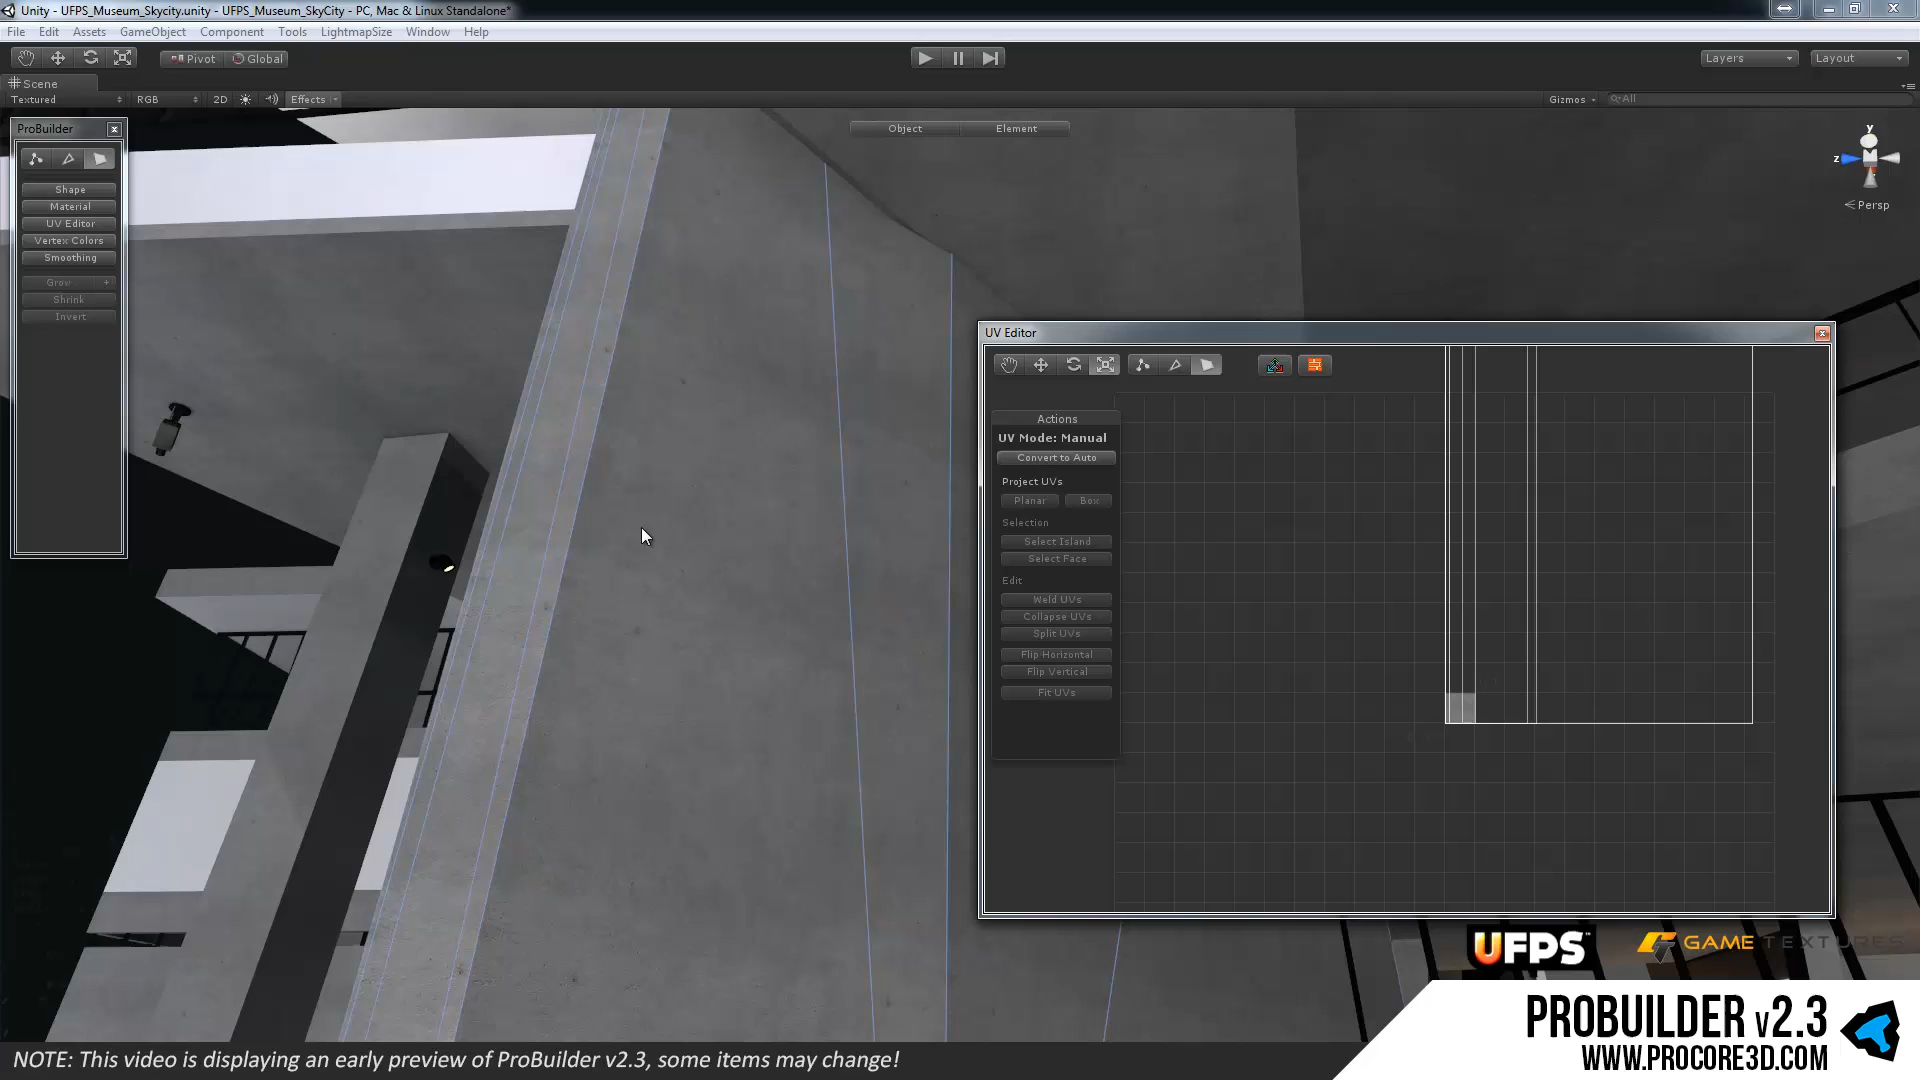 Unity - UFPS_Museum_Skycity.unity - UFPS_Museum_SkyCity - PC, Mac & Linux Standalone*
File Edit Assets GameObject Component Tools LightmapSize Window Help
Pivot Global
Layers
Layout
Scene
Textured RGB 2D Effects
Gizmos
All
ProBuilder
Object Element
y
z
Persp
Shape
Material
UV Editor
Vertex Colors
Smoothing
Grow +
Shrink
Invert
UV Editor
Actions
UV Mode: Manual
Convert to Auto
Project UVs
Planar Box
Selection
Select Island
Select Face
Edit
Weld UVs
Collapse UVs
Split UVs
Flip Horizontal
Flip Vertical
Fit UVs
UFPS™
GAMETEXTURES
PROBUILDER v2.3
WWW.PROCORE3D.COM
NOTE: This video is displaying an early preview of ProBuilder v2.3, some items may change!